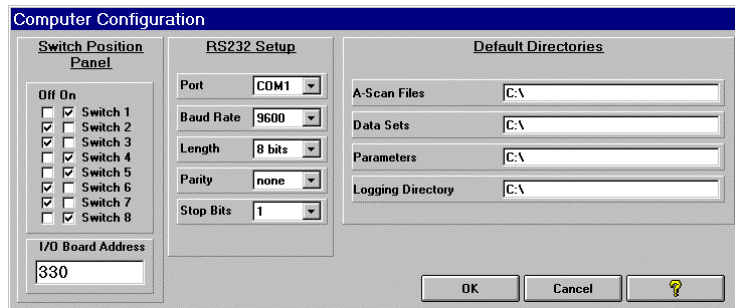 Computer Configuration
Switch Position
Panel
Off On
Switch 1
Switch 2
Switch 3
Switch 4
Switch 5
Switch 6
Switch 7
Switch 8
I/O Board Address
330
RS232 Setup
Port COM1
Baud Rate 9600
Length 8 bits
Parity none
Stop Bits 1
Default Directories
A-Scan Files C:\
Data Sets C:\
Parameters C:\
Logging Directory C:\
OK Cancel ?